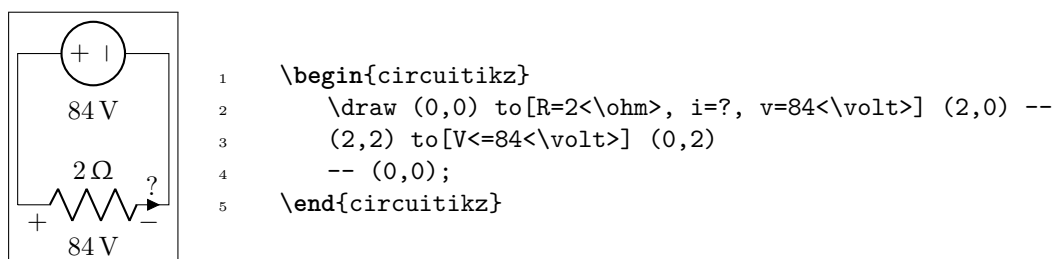 + −
84 V
2 Ω
?
+ −
84 V
1 \begin{circuitikz}
2 \draw (0,0) to[R=2<\ohm>, i=?, v=84<\volt>] (2,0) --
3 (2,2) to[V<=84<\volt>] (0,2)
4 -- (0,0);
5 \end{circuitikz}